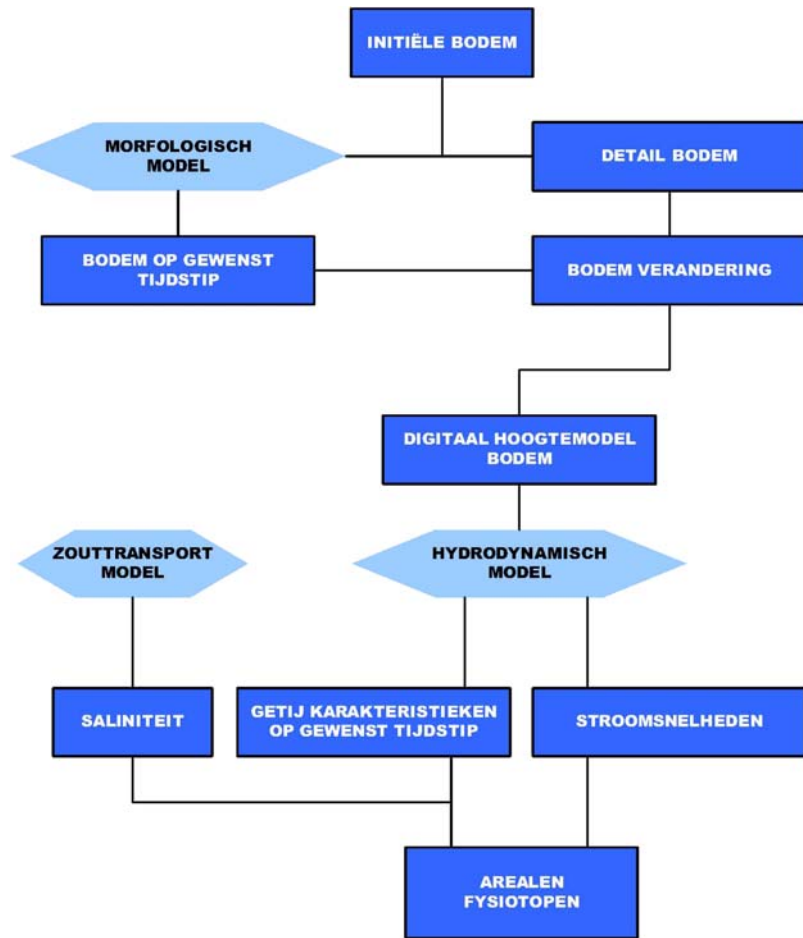 INITIËLE BODEM
MORFOLOGISCH
MODEL
DETAIL BODEM
BODEM OP GEWENST
TIJDSTIP
BODEM VERANDERING
DIGITAAL HOOGTEMODEL
BODEM
ZOUTTRANSPORT
MODEL
HYDRODYNAMISCH
MODEL
SALINITEIT
GETIJ KARAKTERISTIEKEN
OP GEWENST TIJDSTIP
STROOMSNELHEDEN
AREALEN
FYSIOTOPEN